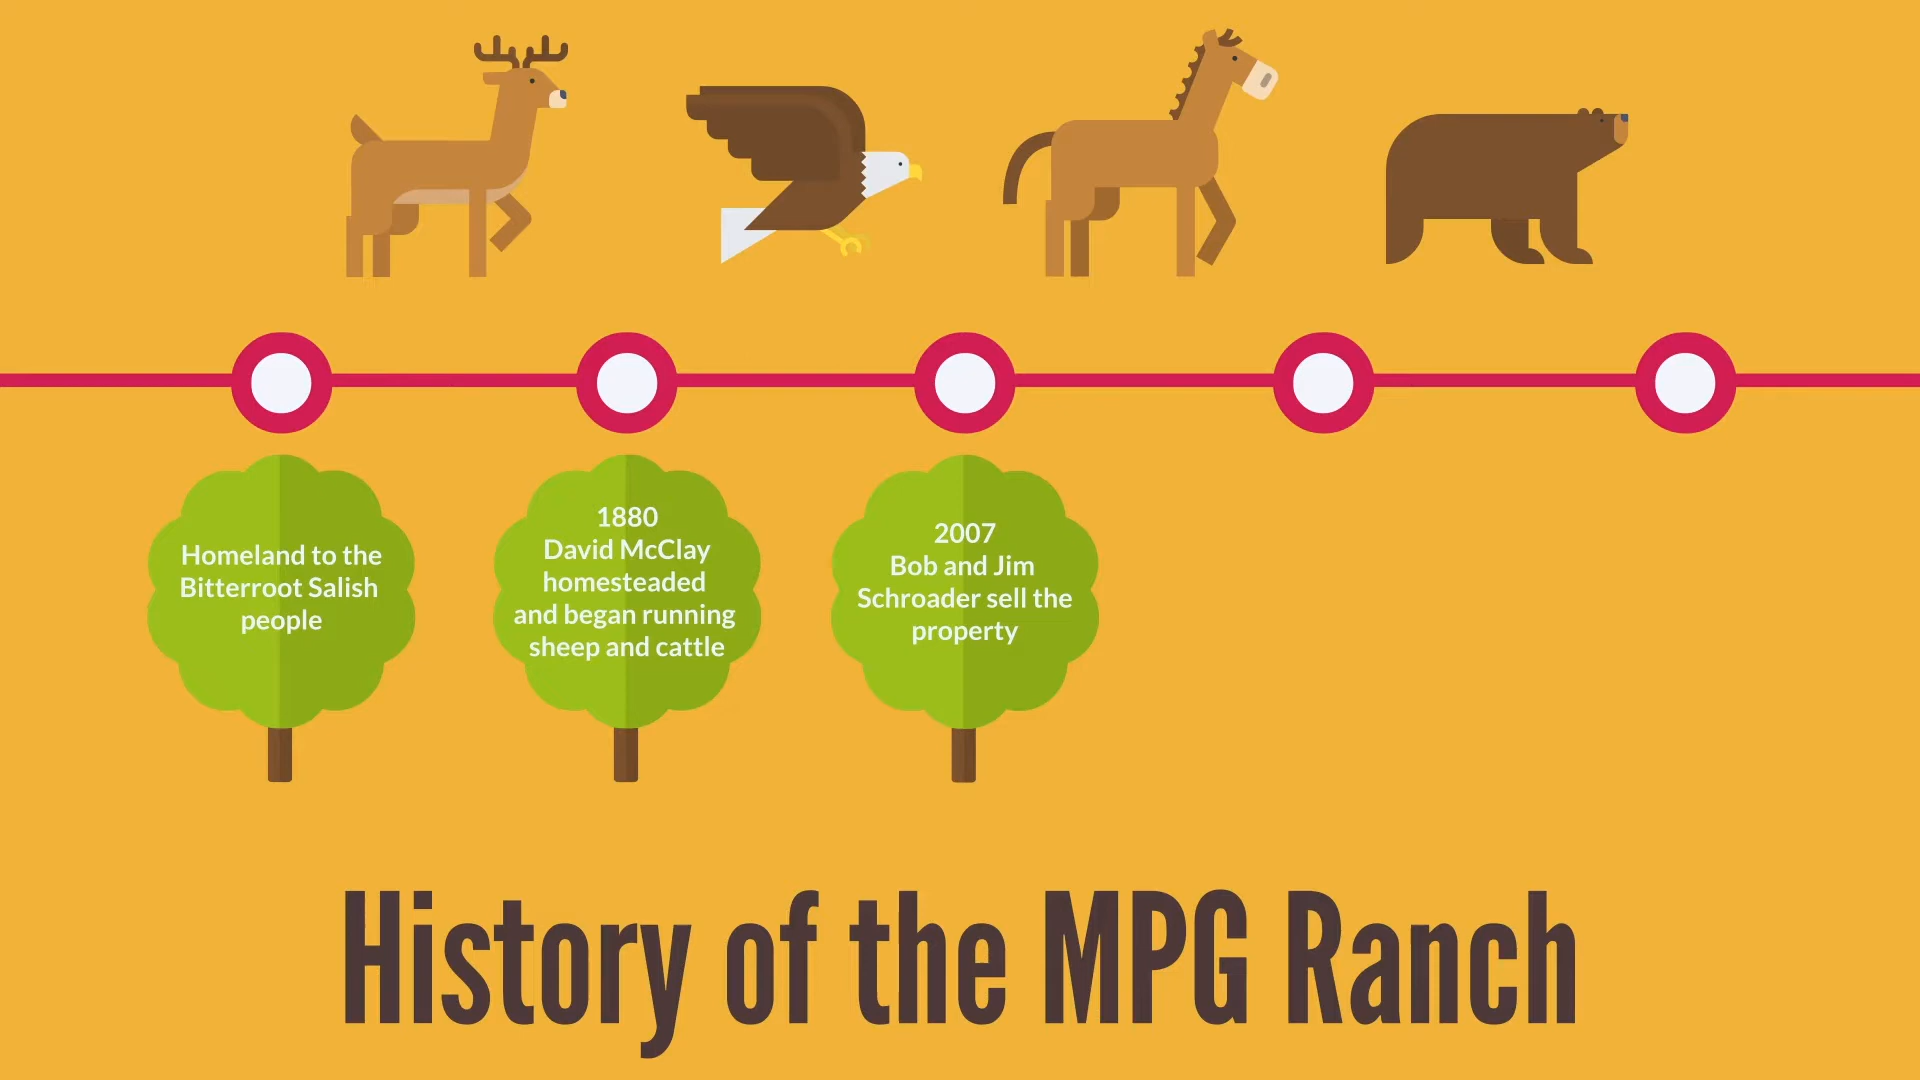 Homeland to the
Bitterroot Salish
people
1880
David McClay
homesteaded
and began running
sheep and cattle
2007
Bob and Jim
Schroader sell the
property
History of the MPG Ranch